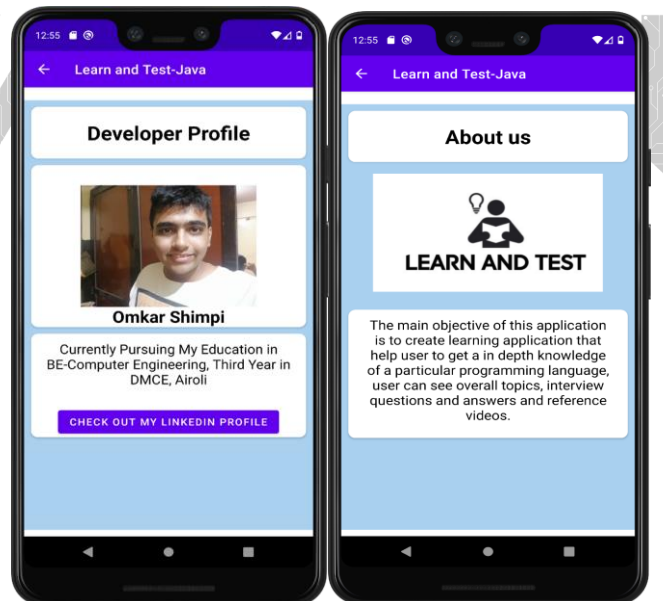 12:55
Learn and Test-Java
Developer Profile
Omkar Shimpi
Currently Pursuing My Education in
BE-Computer Engineering, Third Year in
DMCE, Airoli
CHECK OUT MY LINKEDIN PROFILE
12:55
Learn and Test-Java
About us
LEARN AND TEST
The main objective of this application
is to create learning application that
help user to get a in depth knowledge
of a particular programming language,
user can see overall topics, interview
questions and answers and reference
videos.